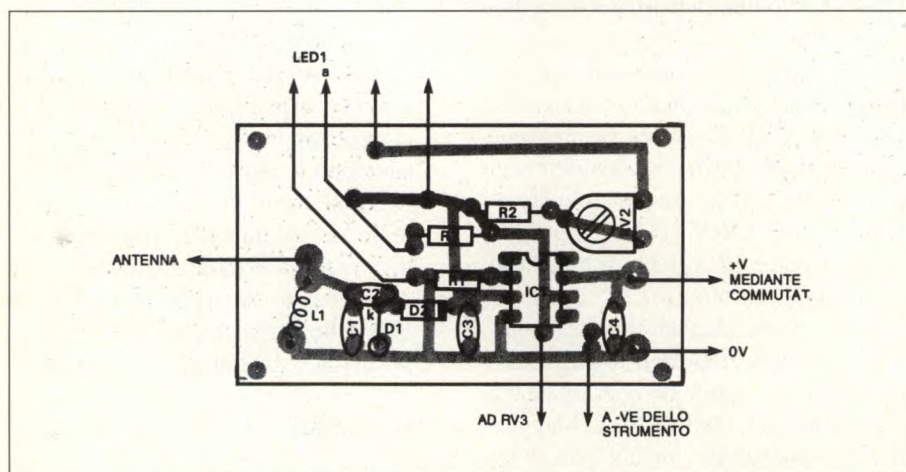 LED1
a
R2
RV2
R
ANTENNA
R1
+V
MEDIANTE
COMMUTAT.
IC
C2
L1
k
D2
C1
D1
C3
C4
0V
AD RV3
A -VE DELLO
STRUMENTO